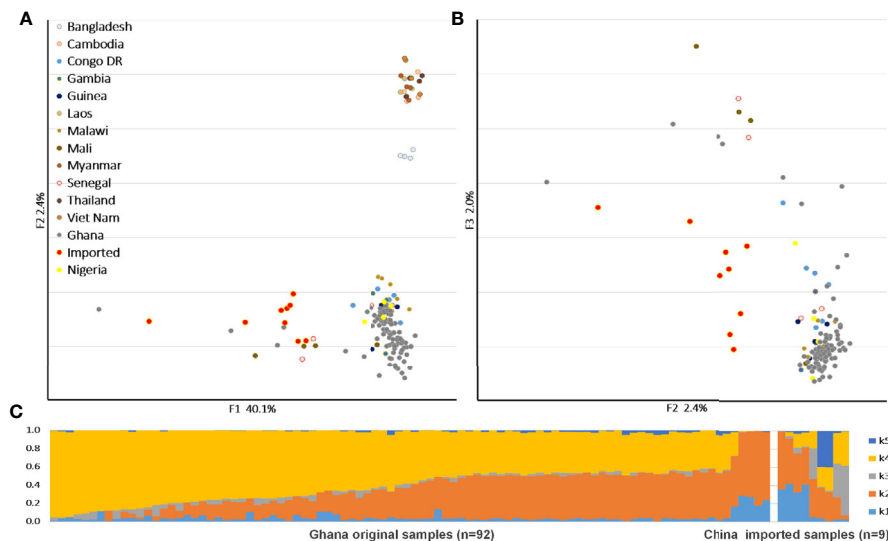 A
Bangladesh
Cambodia
Congo DR
Gambia
Guinea
Laos
Malawi
Mali
Myanmar
Senegal
Thailand
Viet Nam
Ghana
Imported
Nigeria
F2 2.4%
F1 40.1%
B
F3 2.0%
F2 2.4%
C
1.0
0.8
0.6
0.4
0.2
0.0
Ghana original samples (n=92)
China imported samples (n=9
k5
k4
k3
k2
k1